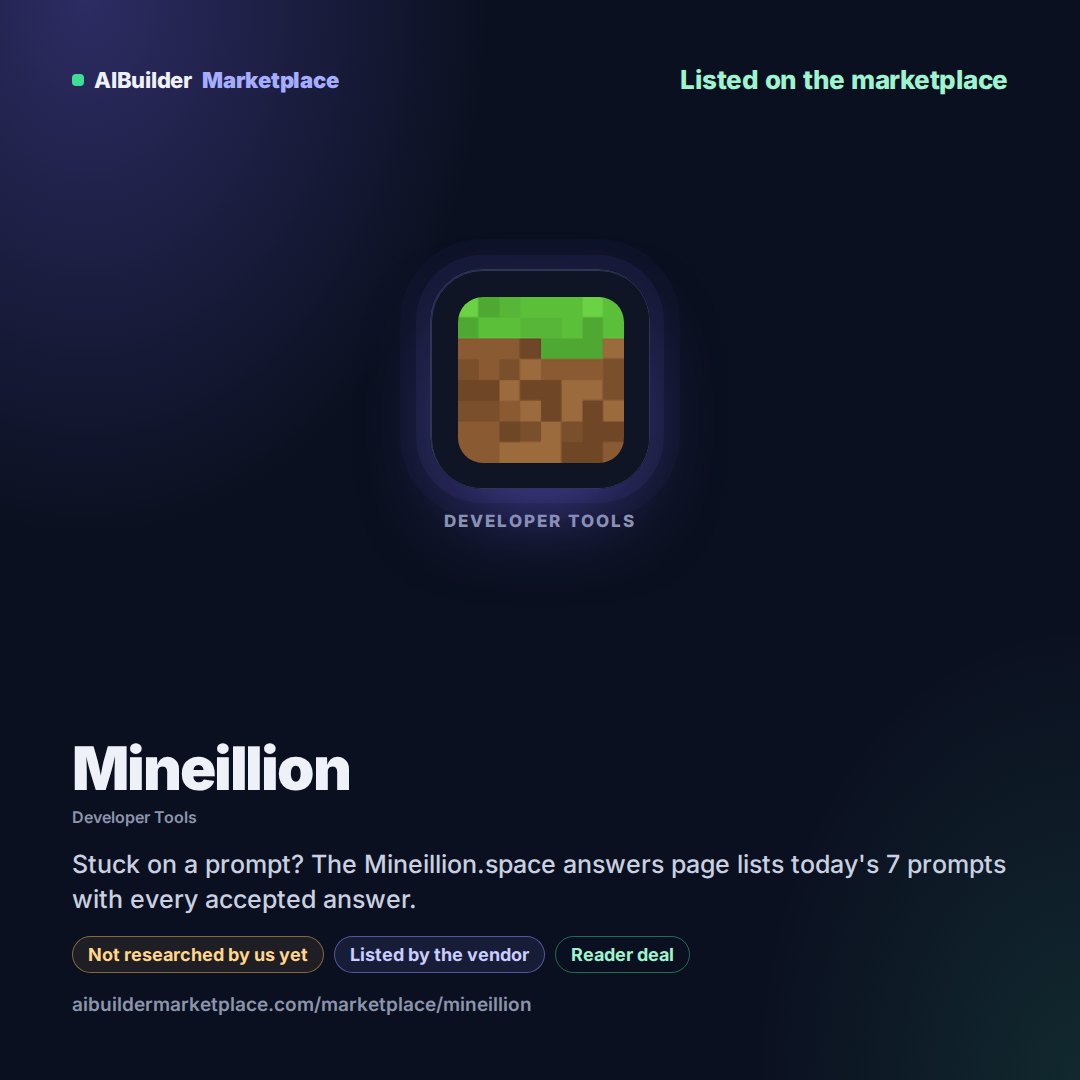 AIBuilder Marketplace
Listed on the marketplace
DEVELOPER TOOLS
Mineillion
Developer Tools
Stuck on a prompt? The Mineillion.space answers page lists today's 7 prompts
with every accepted answer.
Not researched by us yet
Listed by the vendor
Reader deal
aibuildermarketplace.com/marketplace/mineillion